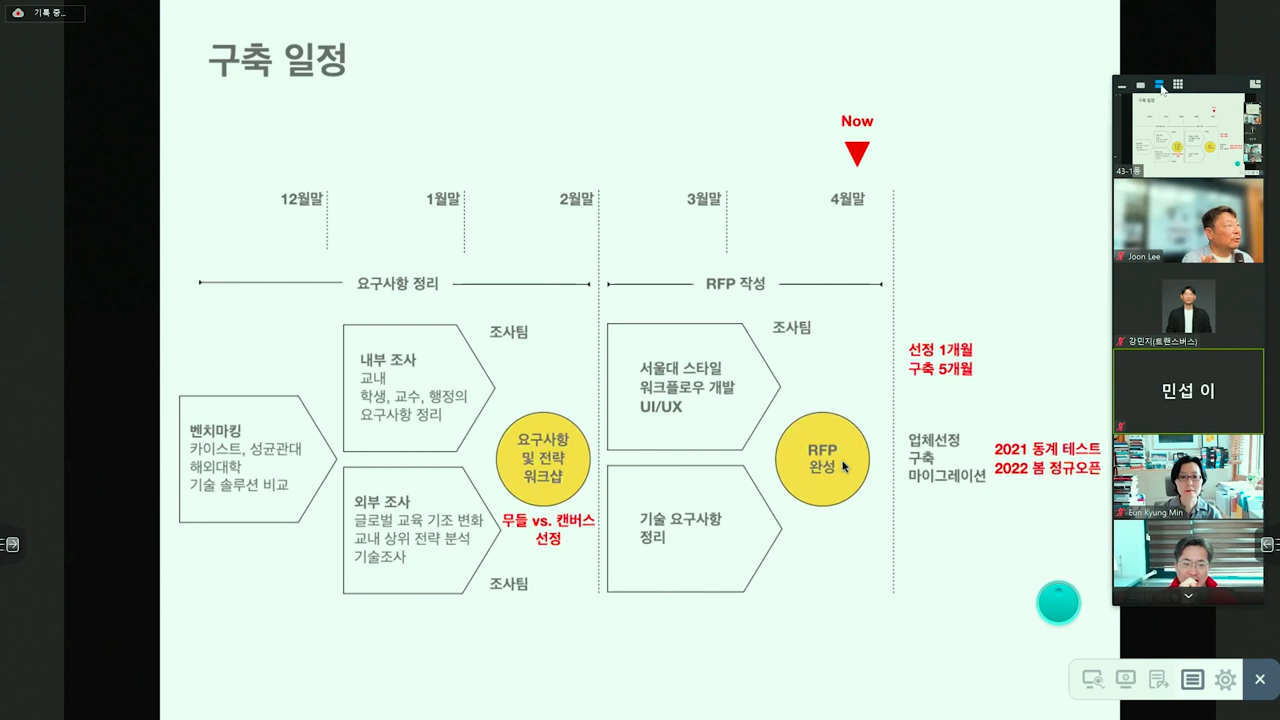 기록 중...
구축 일정
Now
12월말
1월말
2월말
3월말
4월말
요구사항 정리
RFP 작성
벤치마킹
카이스트, 성균관대
해외대학
기술 솔루션 비교
내부 조사
교내
학생, 교수, 행정의
요구사항 정리
조사팀
외부 조사
글로벌 교육 기조 변화
교내 상위 전략 분석
기술조사
조사팀
요구사항
및 전략
워크샵
무들 vs. 캔버스
선정
서울대 스타일
워크플로우 개발
UI/UX
조사팀
기술 요구사항
정리
RFP
완성
선정 1개월
구축 5개월
업체선정
구축
마이그레이션
2021 동계 테스트
2022 봄 정규오픈
43-1동
Joon Lee
강민지(트랜스버스)
민섭 이
Eun Kyung Min